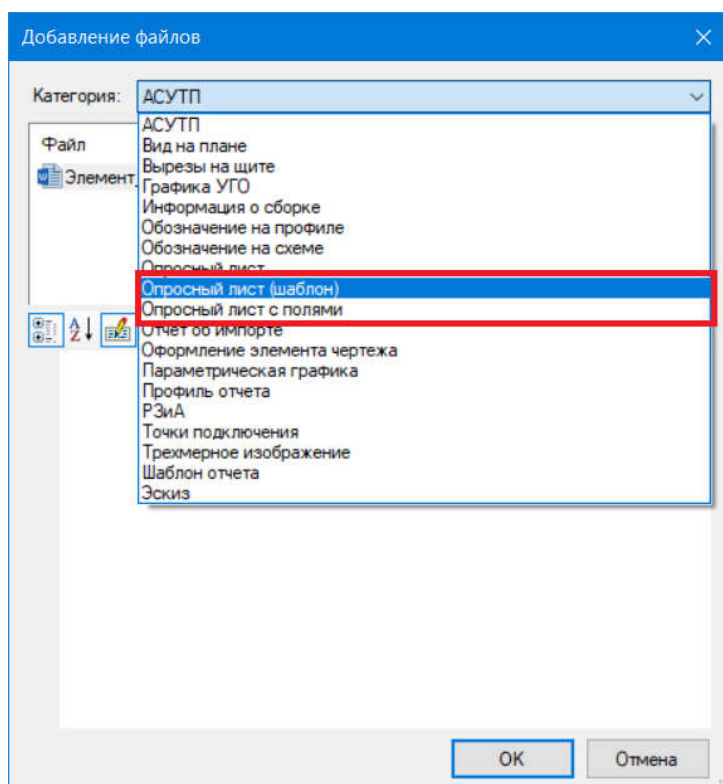 Добавление файлов
Категория: АСУТП
Файл
Элемент_
АСУТП
Вид на плане
Вырезы на щите
Графика УГО
Информация о сборке
Обозначение на профиле
Обозначение на схеме
Опросный лист
Опросный лист (шаблон)
Опросный лист с полями
Отчет об импорте
Оформление элемента чертежа
Параметрическая графика
Профиль отчета
РЗиА
Точки подключения
Трехмерное изображение
Шаблон отчета
Эскиз
OK Отмена